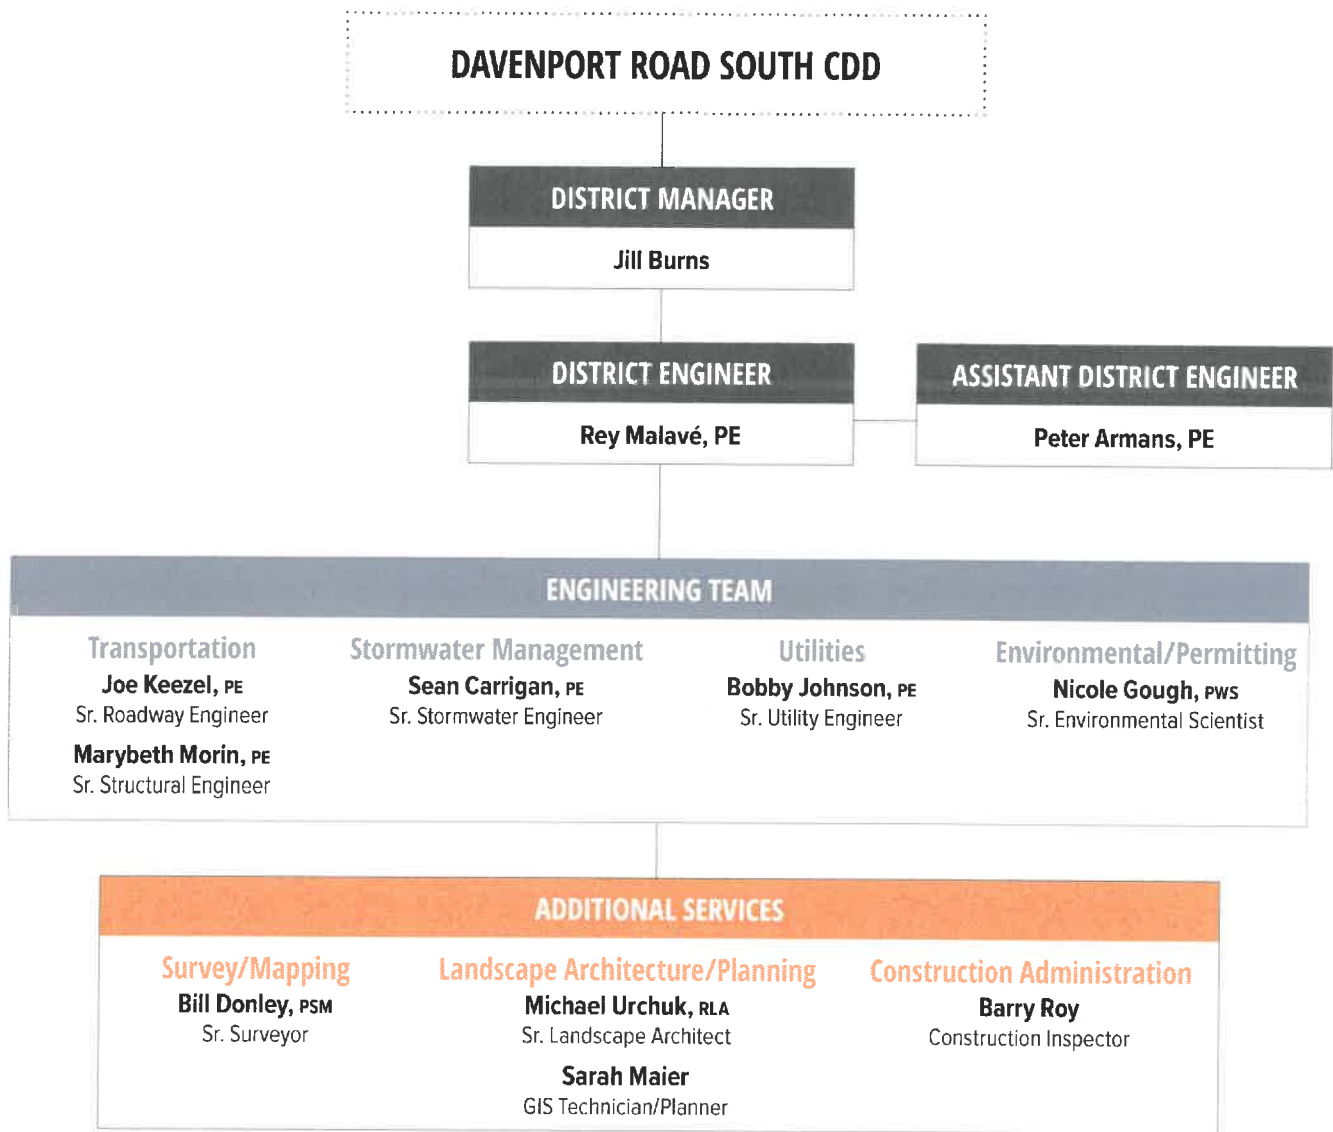 DAVENPORT ROAD SOUTH CDD
DISTRICT MANAGER
Jill Burns
DISTRICT ENGINEER
Rey Malavé, PE
ASSISTANT DISTRICT ENGINEER
Peter Armans, PE
ENGINEERING TEAM
Transportation
Joe Keezel, PE
Sr. Roadway Engineer
Marybeth Morin, PE
Sr. Structural Engineer
Stormwater Management
Sean Carrigan, PE
Sr. Stormwater Engineer
Utilities
Bobby Johnson, PE
Sr. Utility Engineer
Environmental/Permitting
Nicole Gough, PWS
Sr. Environmental Scientist
ADDITIONAL SERVICES
Survey/Mapping
Bill Donley, PSM
Sr. Surveyor
Landscape Architecture/Planning
Michael Urchuk, RLA
Sr. Landscape Architect
Sarah Maier
GIS Technician/Planner
Construction Administration
Barry Roy
Construction Inspector